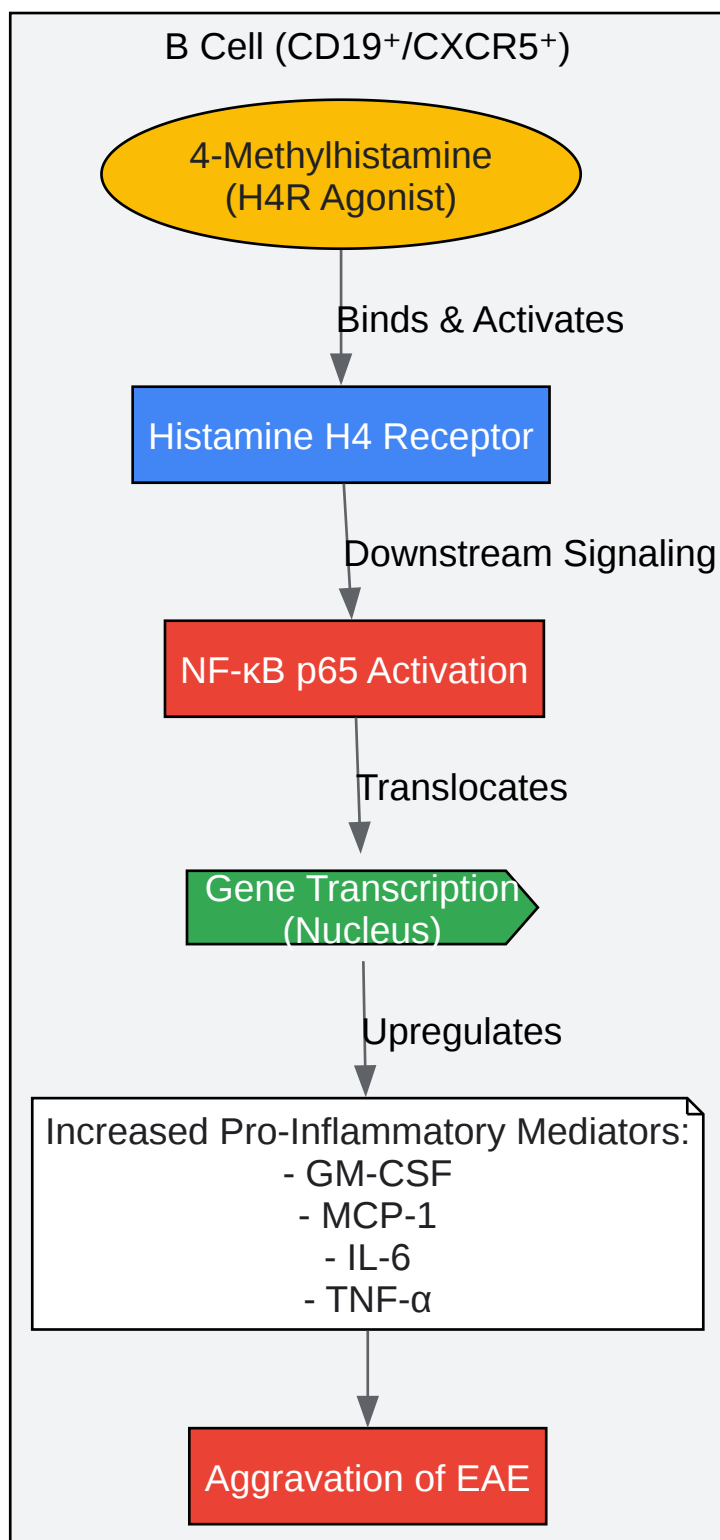 B Cell (CD19⁺/CXCR5⁺)
4-Methylhistamine
(H4R Agonist)
Binds & Activates
Histamine H4 Receptor
Downstream Signaling
NF-κB p65 Activation
Translocates
Gene Transcription
(Nucleus)
Upregulates
Increased Pro-Inflammatory Mediators:
- GM-CSF
- MCP-1
- IL-6
- TNF-α
Aggravation of EAE